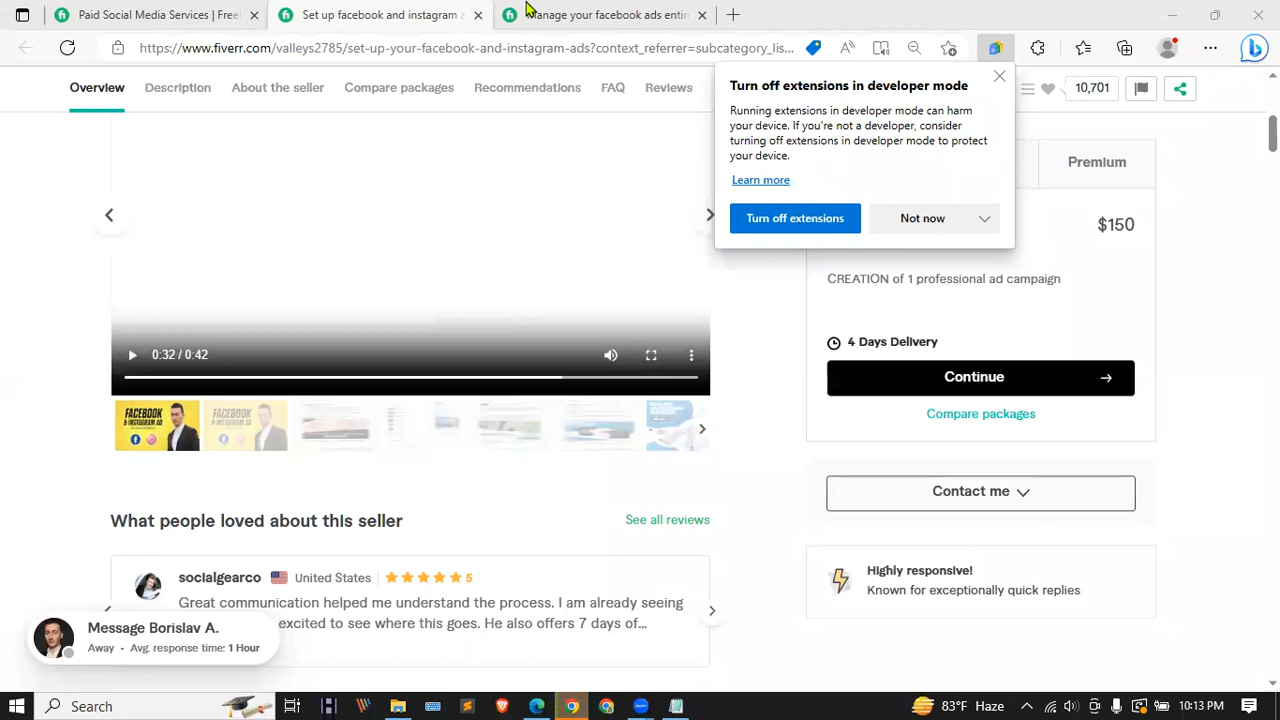 Paid Social Media Services | Freel
Set up facebook and instagram a
Manage your facebook ads entir
https://www.fiverr.com/valleys2785/set-up-your-facebook-and-instagram-ads?context_referrer=subcategory_lis...
Overview
Description
About the seller
Compare packages
Recommendations
FAQ
Reviews
10,701
Turn off extensions in developer mode
Running extensions in developer mode can harm
your device. If you're not a developer, consider
turning off extensions in developer mode to protect
your device.
Learn more
Turn off extensions
Not now
Premium
$150
CREATION of 1 professional ad campaign
4 Days Delivery
Continue
Compare packages
0:32 / 0:42
FACEBOOK
& INSTAGRAM AD
FACEBOOK
Contact me
What people loved about this seller
See all reviews
socialgearco
United States
5
Great communication helped me understand the process. I am already seeing
excited to see where this goes. He also offers 7 days of...
Highly responsive!
Known for exceptionally quick replies
Message Borislav A.
Away • Avg. response time: 1 Hour
Search
83°F Haze
10:13 PM